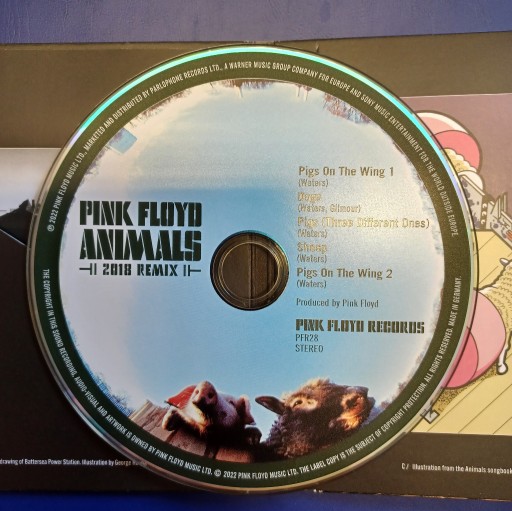 PINK FLOYD
ANIMALS
2018 REMIX
Pigs On The Wing 1
(Waters)
Dogs
(Waters, Gilmour)
Pigs (Three Different Ones)
(Waters)
Sheep
(Waters)
Pigs On The Wing 2
(Waters)
Produced by Pink Floyd
PINK FLOYD RECORDS
PFR28
STEREO
℗ 2022 PINK FLOYD MUSIC LTD., MARKETED AND DISTRIBUTED BY PARLOPHONE RECORDS LTD., A WARNER MUSIC GROUP COMPANY FOR EUROPE AND SONY MUSIC ENTERTAINMENT FOR THE WORLD OUTSIDE EUROPE.
THE COPYRIGHT IN THIS SOUND RECORDING, AUDIO-VISUAL AND ARTWORK IS OWNED BY PINK FLOYD MUSIC LTD. © 2022 PINK FLOYD MUSIC LTD. THE LABEL COPY IS THE SUBJECT OF COPYRIGHT PROTECTION. ALL RIGHTS RESERVED. MADE IN GERMANY.
drawing of Battersea Power Station. Illustration by George
C/ Illustration from the Animals songbook